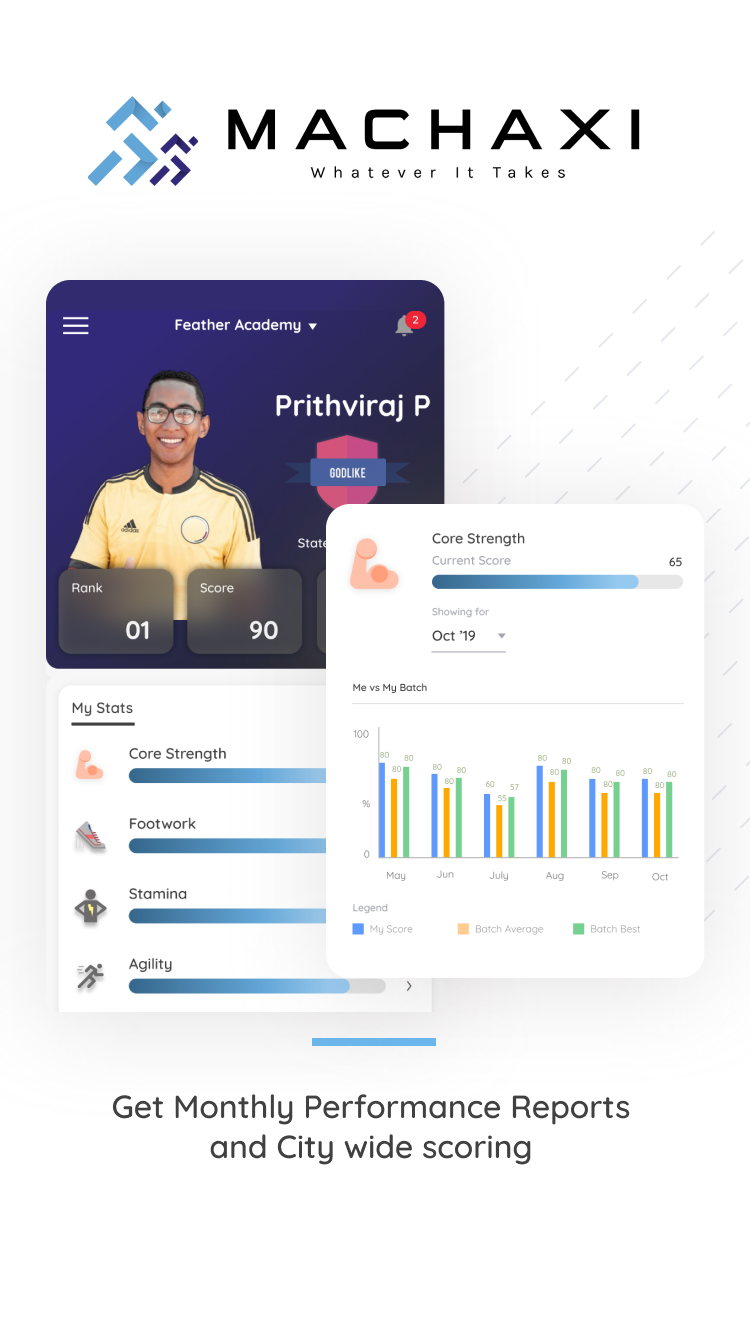 MACHAXI
Whatever It Takes
Feather Academy
2
Prithviraj P
GODLIKE
State
Rank
01
Score
90
My Stats
Core Strength
Footwork
Stamina
Agility
Core Strength
Current Score
65
Showing for
Oct '19
Me vs My Batch
100
%
0
80 80 80
80 80 80
60 55 57
80 80 80
80 80 80
80 80 80
May Jun July Aug Sep Oct
Legend
My Score Batch Average Batch Best
Get Monthly Performance Reports
and City wide scoring